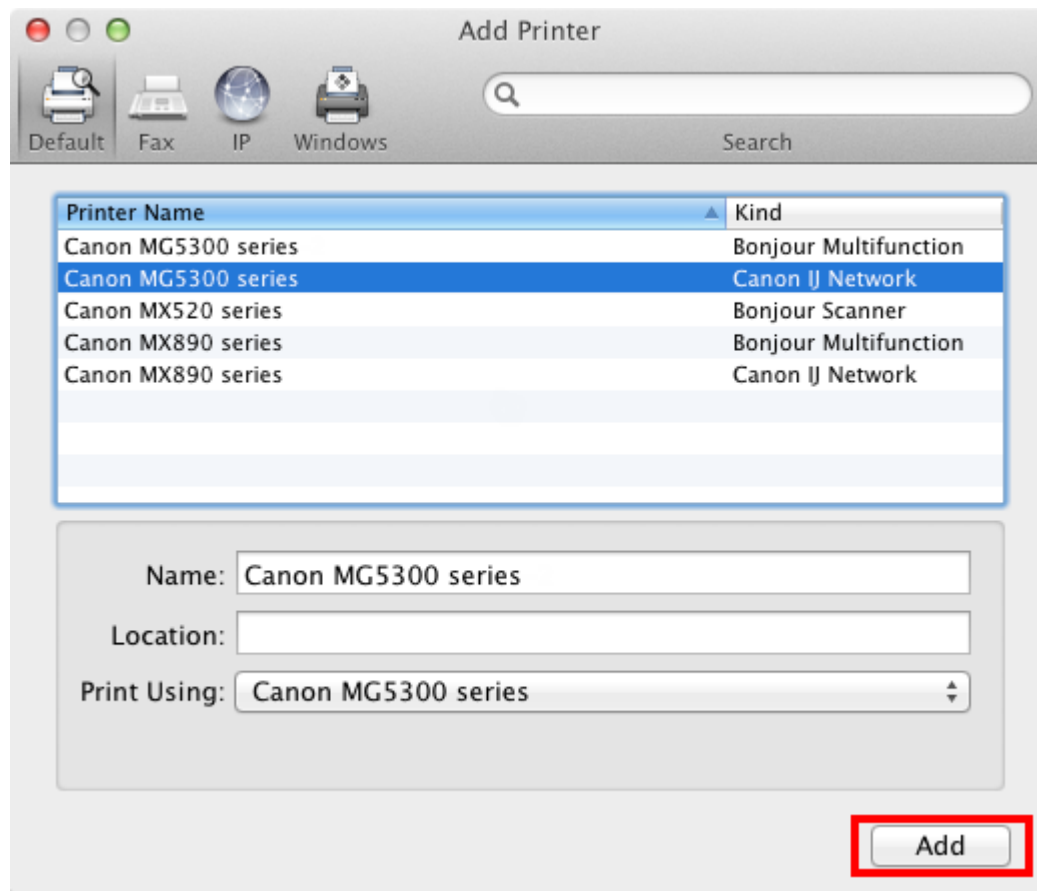 Add Printer
Default Fax IP Windows Search
Printer Name Kind
Canon MG5300 series Bonjour Multifunction
Canon MG5300 series Canon IJ Network
Canon MX520 series Bonjour Scanner
Canon MX890 series Bonjour Multifunction
Canon MX890 series Canon IJ Network
Name: Canon MG5300 series
Location:
Print Using: Canon MG5300 series
Add